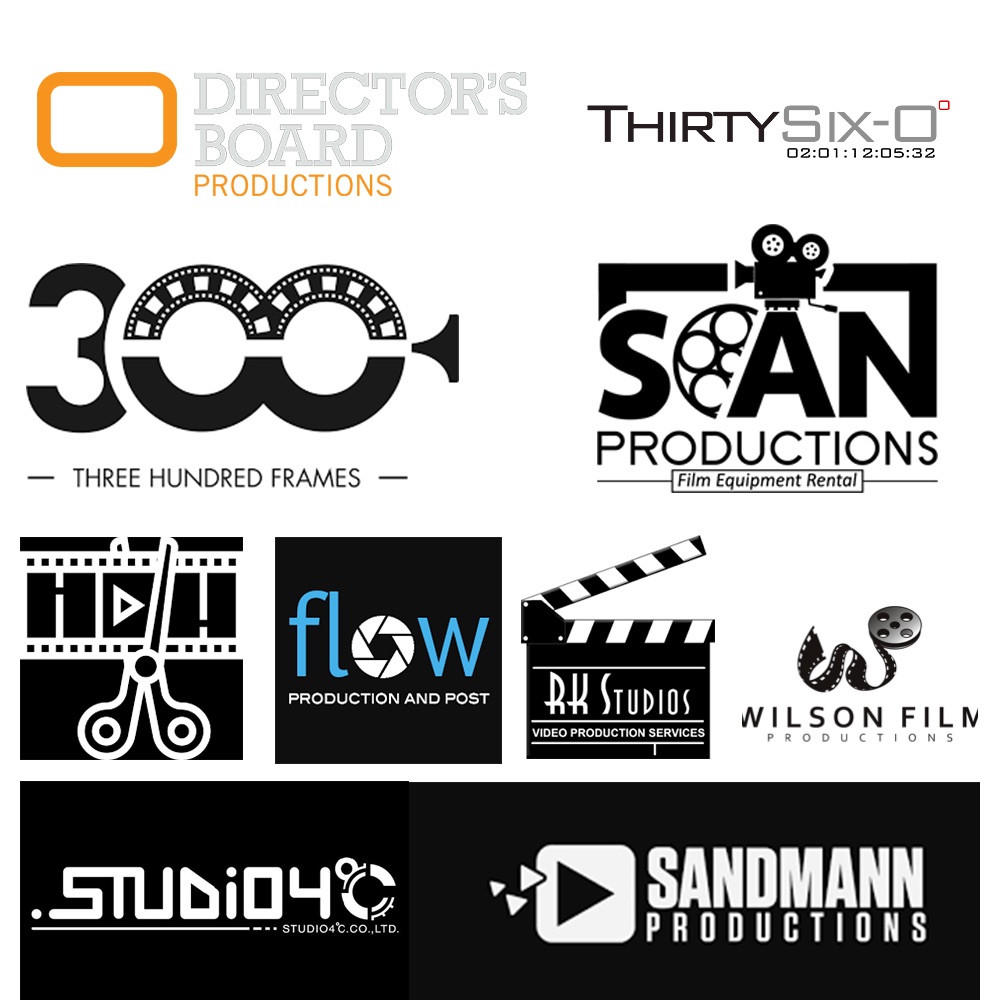 DIRECTOR'S
BOARD
PRODUCTIONS
THIRTYSIX-O
02:01:12:05:32
300
— THREE HUNDRED FRAMES —
SCAN
PRODUCTIONS
Film Equipment Rental
flow
PRODUCTION AND POST
RK STUDIOS
VIDEO PRODUCTION SERVICES
WILSON FILM
PRODUCTIONS
.STUDiO4°C
STUDIO4°C.CO.,LTD.
SANDMANN
PRODUCTIONS